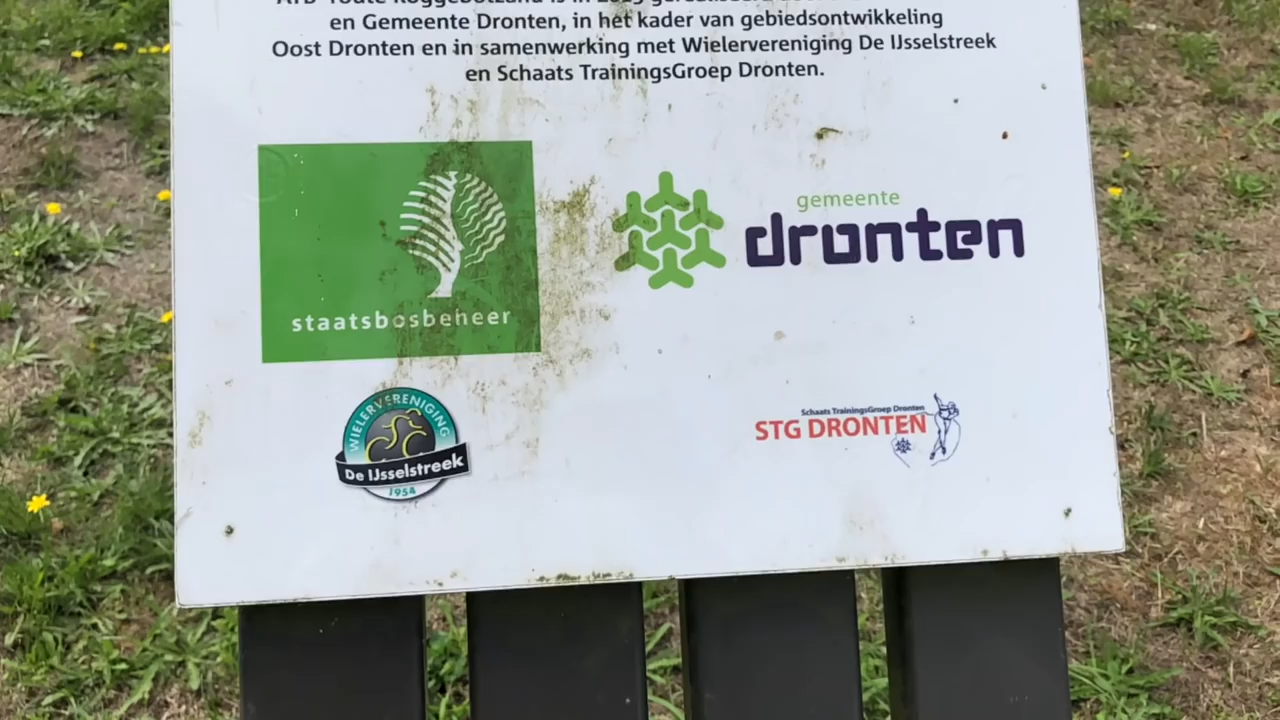 en Gemeente Dronten, in het kader van gebiedsontwikkeling
Oost Dronten en in samenwerking met Wielervereniging De IJsselstreek
en Schaats TrainingsGroep Dronten.
staatsbosbeheer
gemeente
dronten
WIELERVERENIGING
De IJsselstreek
1954
Schaats TrainingsGroep Dronten
STG DRONTEN